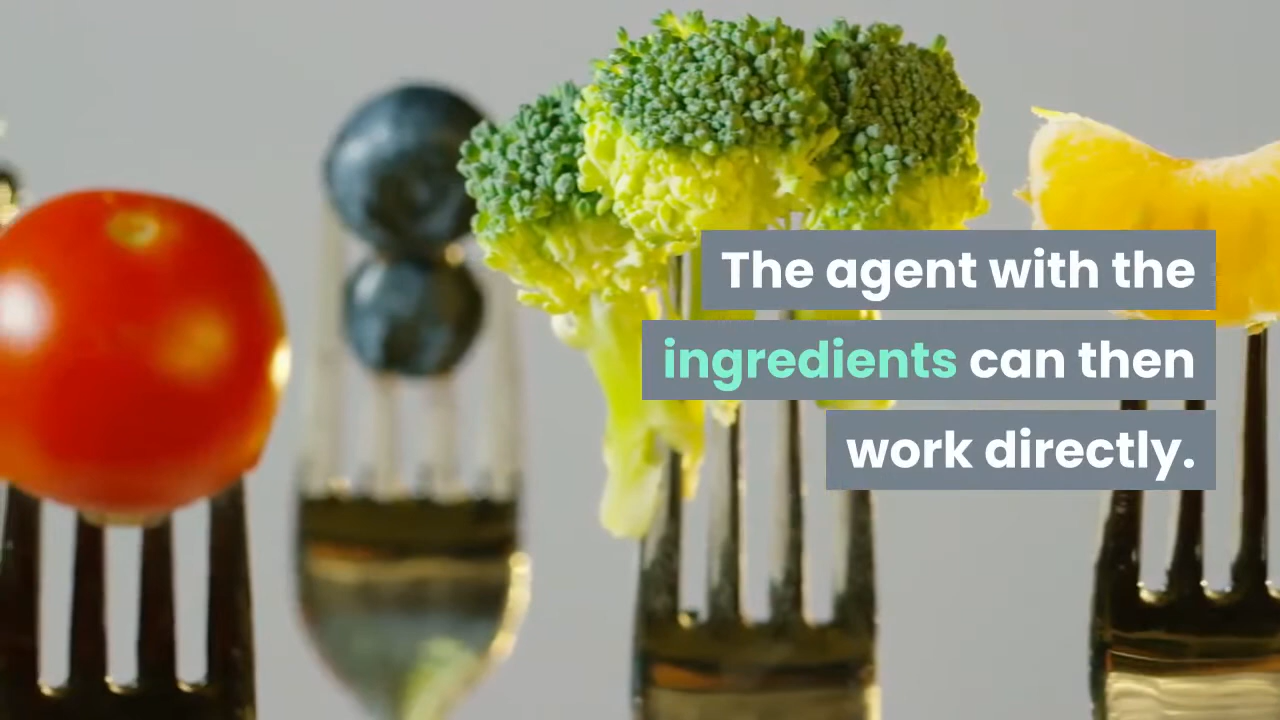 The agent with the
ingredients can then
work directly.